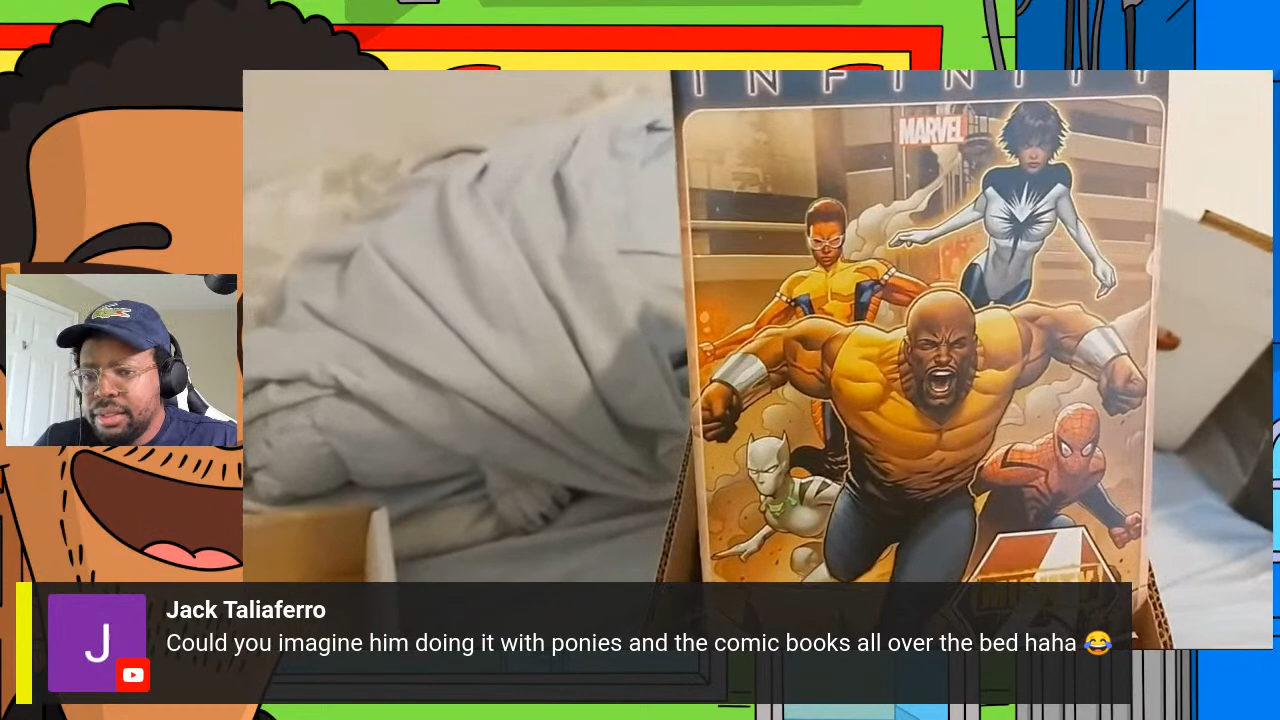 INFINITY
MARVEL
J
Jack Taliaferro
Could you imagine him doing it with ponies and the comic books all over the bed haha 😂